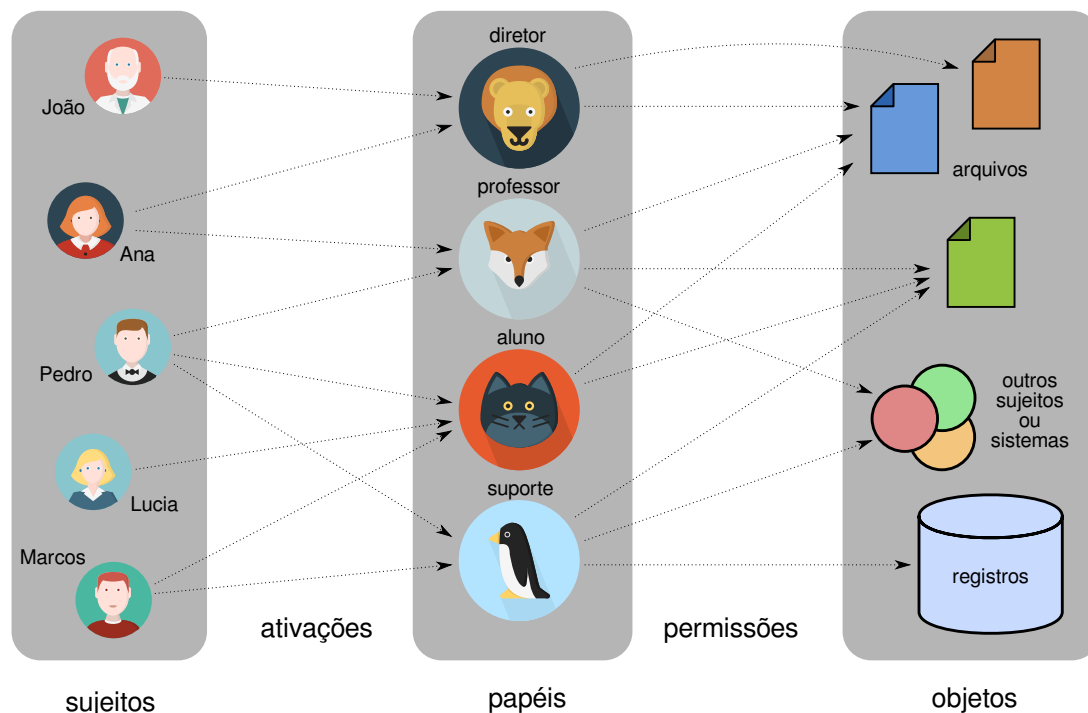 João
Ana
Pedro
Lucia
Marcos
sujeitos
ativações
diretor
professor
aluno
suporte
papéis
permissões
arquivos
outros
sujeitos
ou
sistemas
registros
objetos